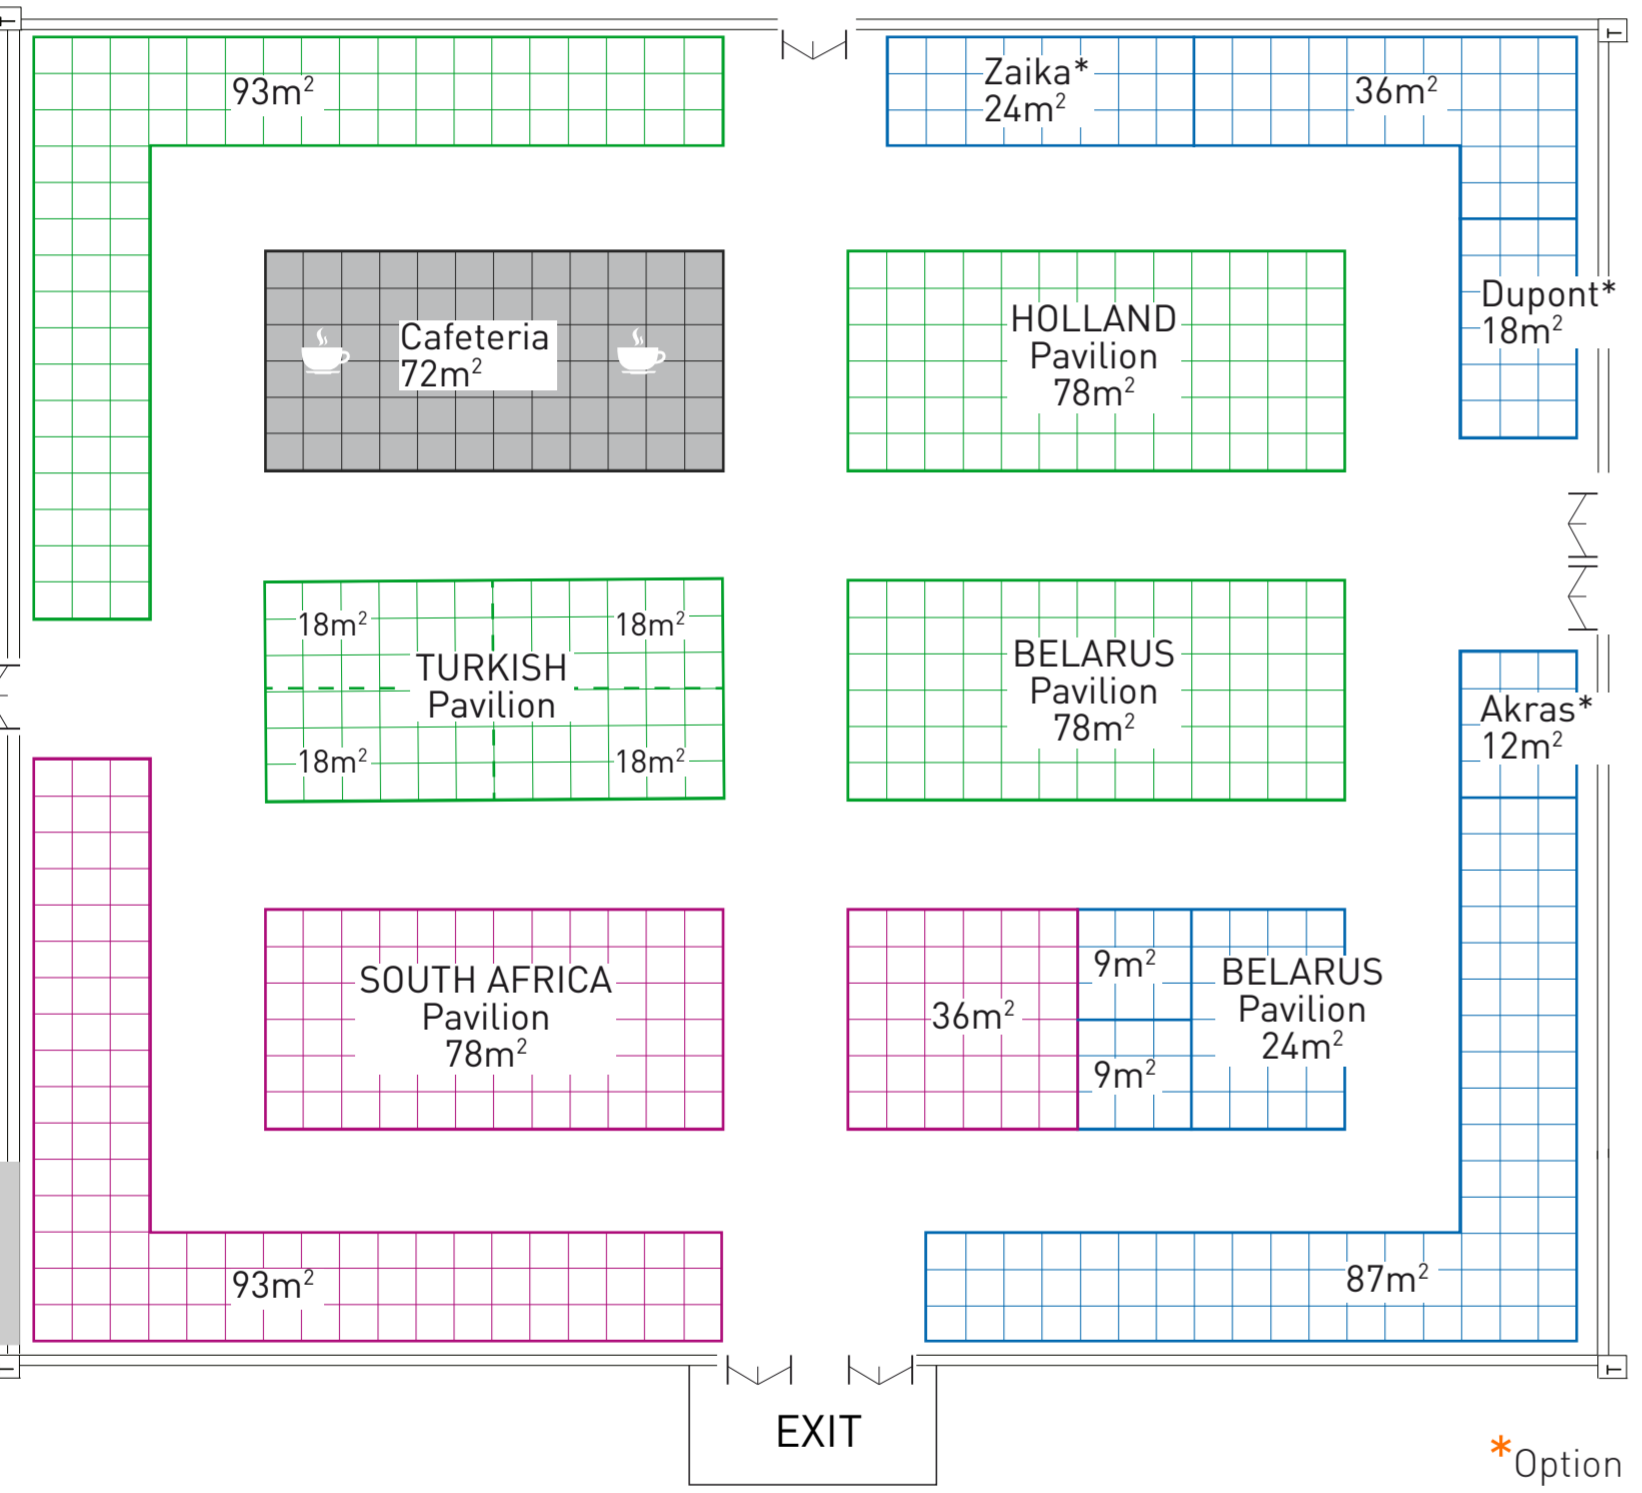 93m²
Zaika*
24m²
36m²
Cafeteria
72m²
HOLLAND
Pavilion
78m²
Dupont*
18m²
18m²
18m²
TURKISH
Pavilion
18m²
18m²
BELARUS
Pavilion
78m²
Akras*
12m²
SOUTH AFRICA
Pavilion
78m²
36m²
9m²
9m²
BELARUS
Pavilion
24m²
93m²
87m²
EXIT
*Option